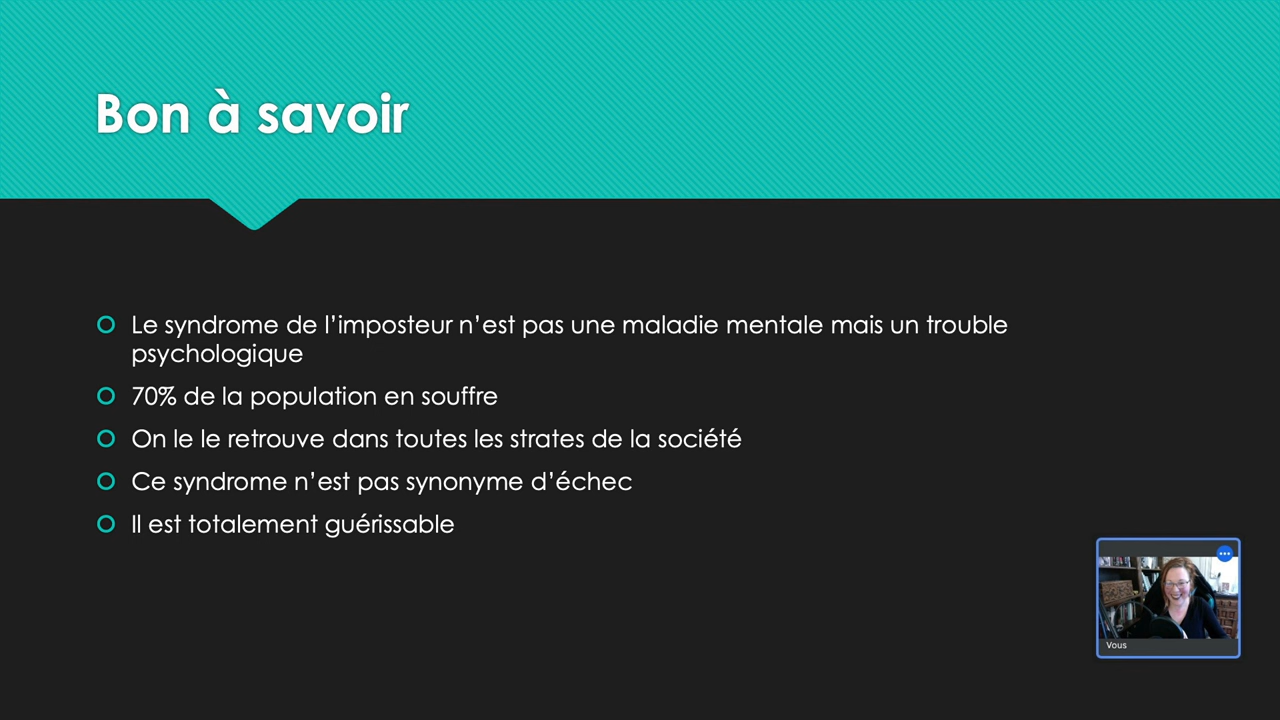 Bon à savoir
Le syndrome de l’imposteur n’est pas une maladie mentale mais un trouble
psychologique
70% de la population en souffre
On le le retrouve dans toutes les strates de la société
Ce syndrome n’est pas synonyme d’échec
Il est totalement guérissable
Vous